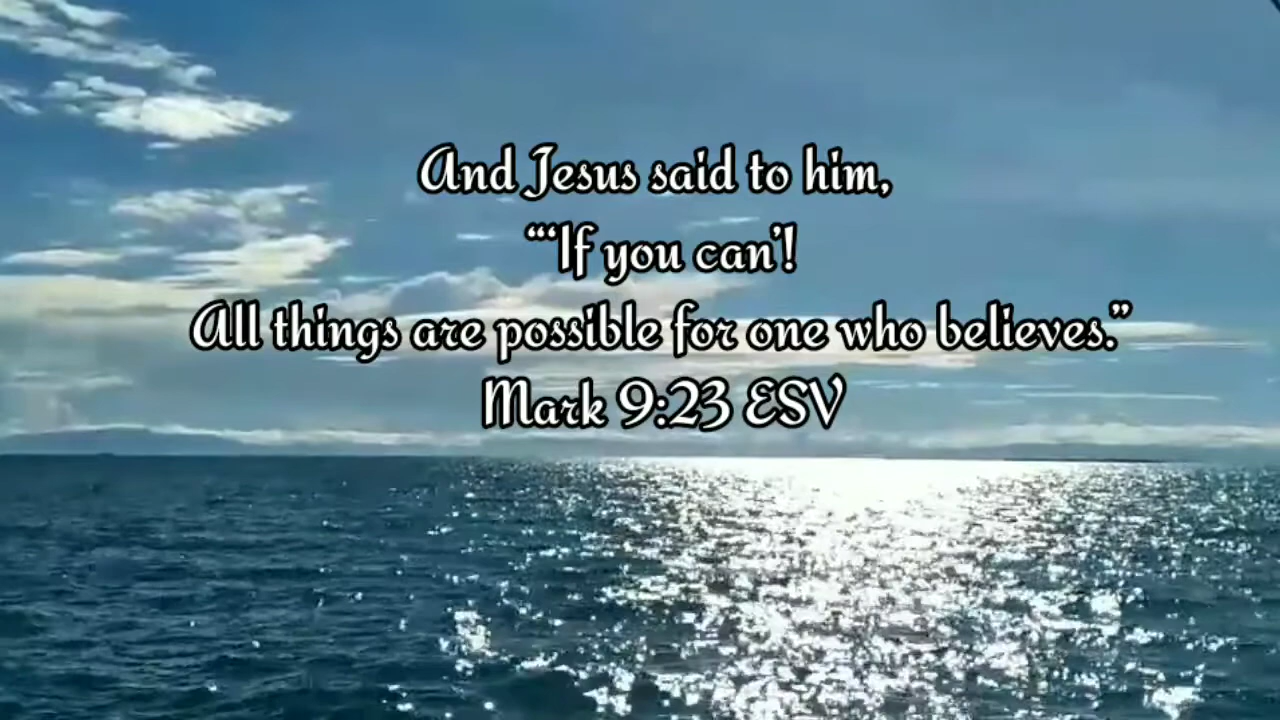 And Jesus said to him,
“‘If you can’!
All things are possible for one who believes.”
Mark 9:23 ESV